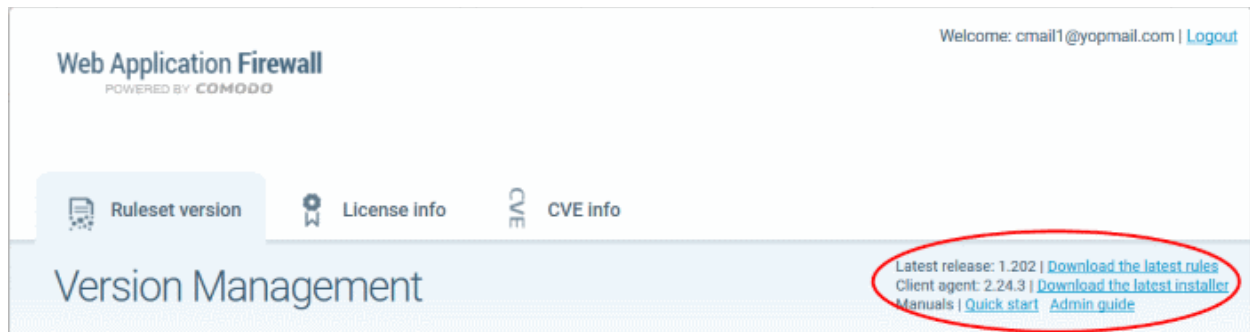 Welcome: cmail1@yopmail.com | Logout
Web Application Firewall
POWERED BY COMODO
Ruleset version
License info
CVE
CVE info
Version Management
Latest release: 1.202 | Download the latest rules
Client agent: 2.24.3 | Download the latest installer
Manuals | Quick start Admin guide